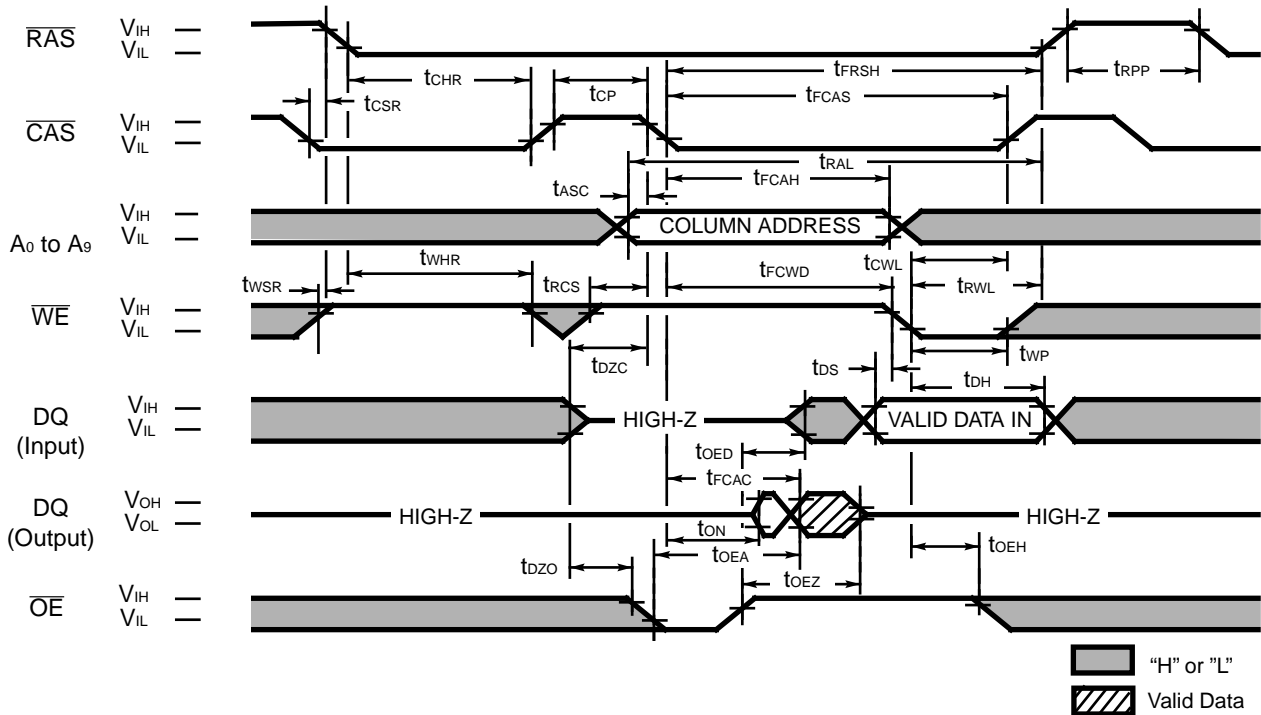 RAS
VIH
VIL
tCHR
tCP
tFRSH
tRPP
tCSR
tFCAS
CAS
VIH
VIL
tRAL
tASC
tFCAH
A0 to A9
VIH
VIL
COLUMN ADDRESS
tWHR
tFCWD
tCWL
tWSR
tRCS
tRWL
WE
VIH
VIL
tDZC
tWP
tDS
tDH
DQ
(Input)
VIH
VIL
HIGH-Z
VALID DATA IN
tOED
tFCAC
DQ
(Output)
VOH
VOL
HIGH-Z
HIGH-Z
tON
tOEA
tOEH
tDZO
tOEZ
OE
VIH
VIL
“H” or ”L”
Valid Data